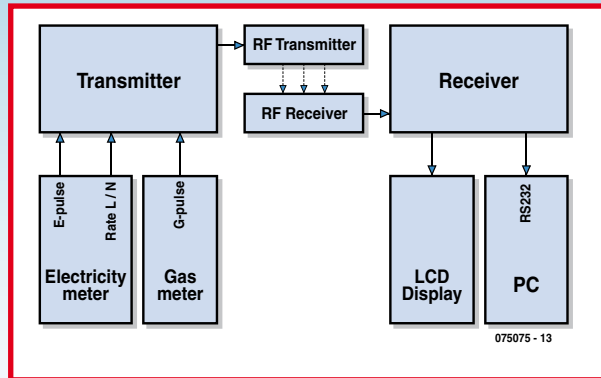 Transmitter
RF Transmitter
RF Receiver
Receiver
E-pulse
Rate L / N
Electricity
meter
G-pulse
Gas
meter
LCD
Display
RS232
PC
075075 - 13